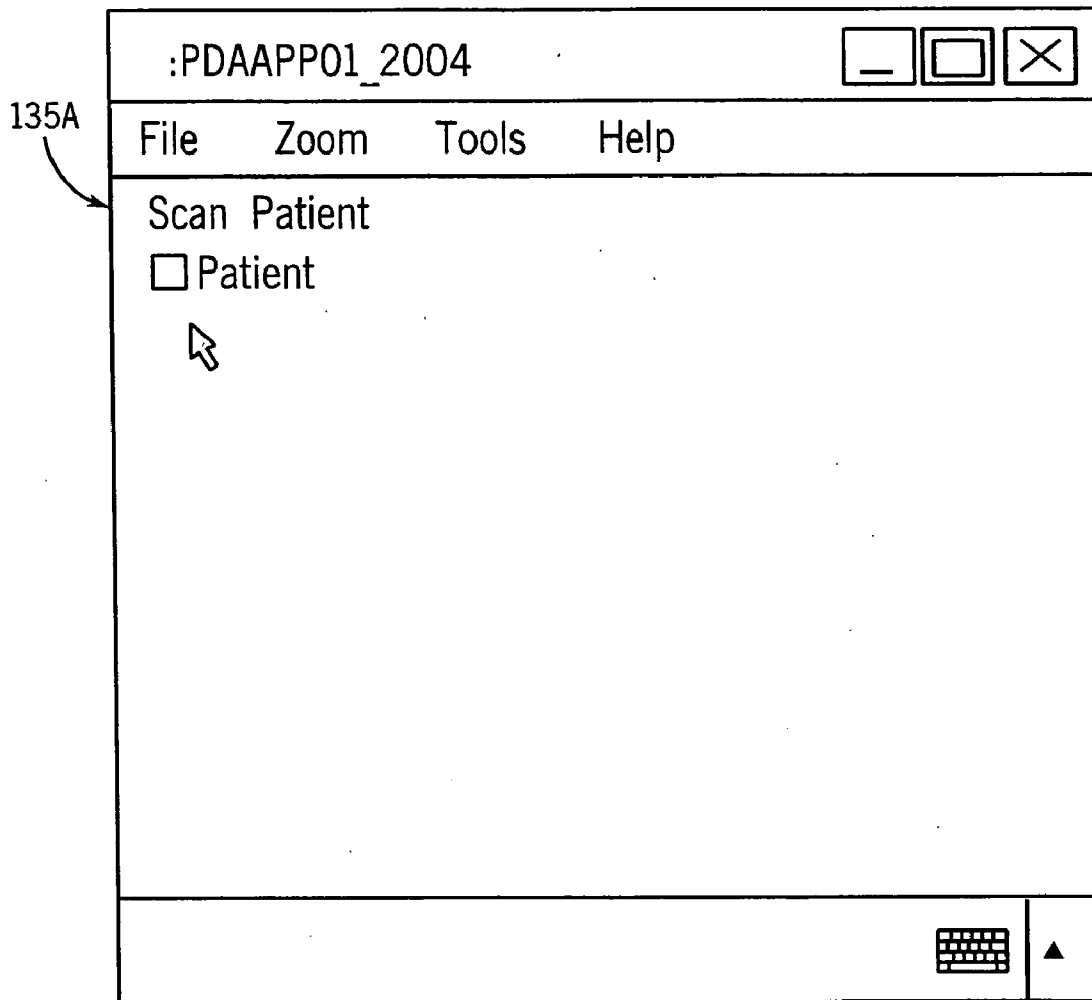 :PDAAPP01_2004
135A
File Zoom Tools Help
Scan Patient
Patient